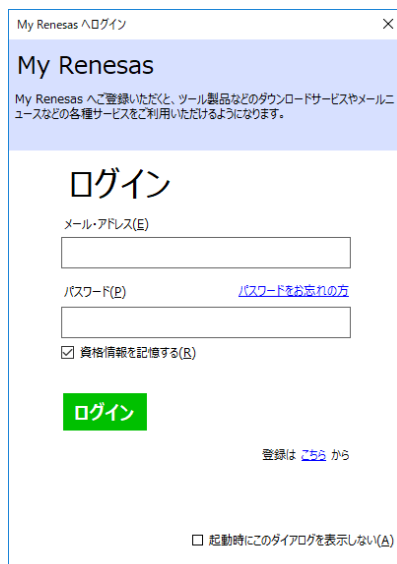 My Renesas へログイン
My Renesas
My Renesas へご登録いただくと、ツール製品などのダウンロードサービスやメールニ
ュースなどの各種サービスをご利用いただけるようになります。
ログイン
メール・アドレス(E)
パスワード(P) パスワードをお忘れの方
資格情報を記憶する(R)
ログイン
登録は こちら から
起動時にこのダイアログを表示しない(A)